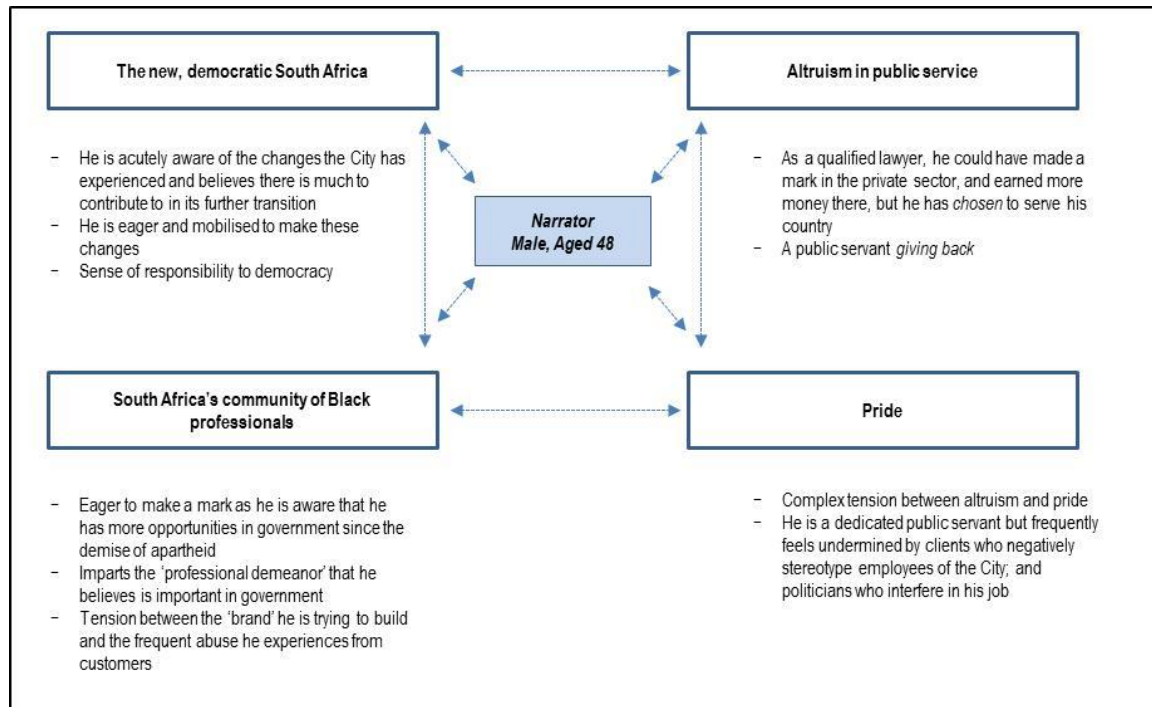 The new, democratic South Africa
Altruism in public service
− He is acutely aware of the changes the City has
experienced and believes there is much to
contribute to in its further transition
− He is eager and mobilised to make these
changes
− Sense of responsibility to democracy
Narrator
Male, Aged 48
− As a qualified lawyer, he could have made a
mark in the private sector, and earned more
money there, but he has chosen to serve his
country
− A public servant giving back
South Africa's community of Black
professionals
Pride
− Eager to make a mark as he is aware that he
has more opportunities in government since the
demise of apartheid
− Imparts the 'professional demeanor' that he
believes is important in government
− Tension between the 'brand' he is trying to build
and the frequent abuse he experiences from
customers
− Complex tension between altruism and pride
− He is a dedicated public servant but frequently
feels undermined by clients who negatively
stereotype employees of the City; and
politicians who interfere in his job